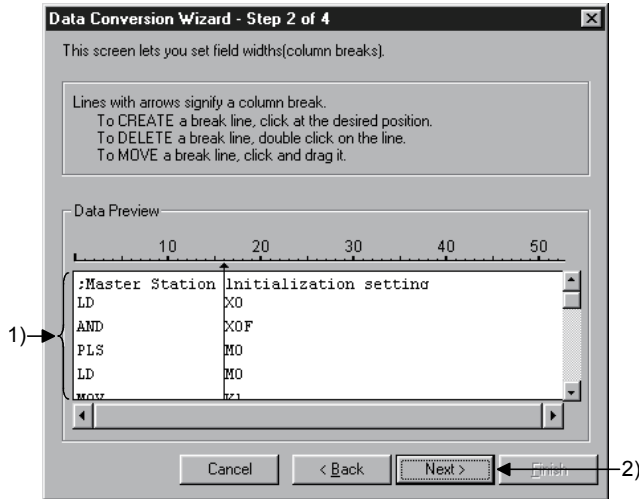 Data Conversion Wizard - Step 2 of 4
This screen lets you set field widths(column breaks).
Lines with arrows signify a column break.
To CREATE a break line, click at the desired position.
To DELETE a break line, double click on the line.
To MOVE a break line, click and drag it.
Data Preview
10 20 30 40 50
;Master Station Initialization setting
LD X0
AND X0F
1)
PLS M0
LD M0
MOV K1
Cancel < Back Next > Finish 2)